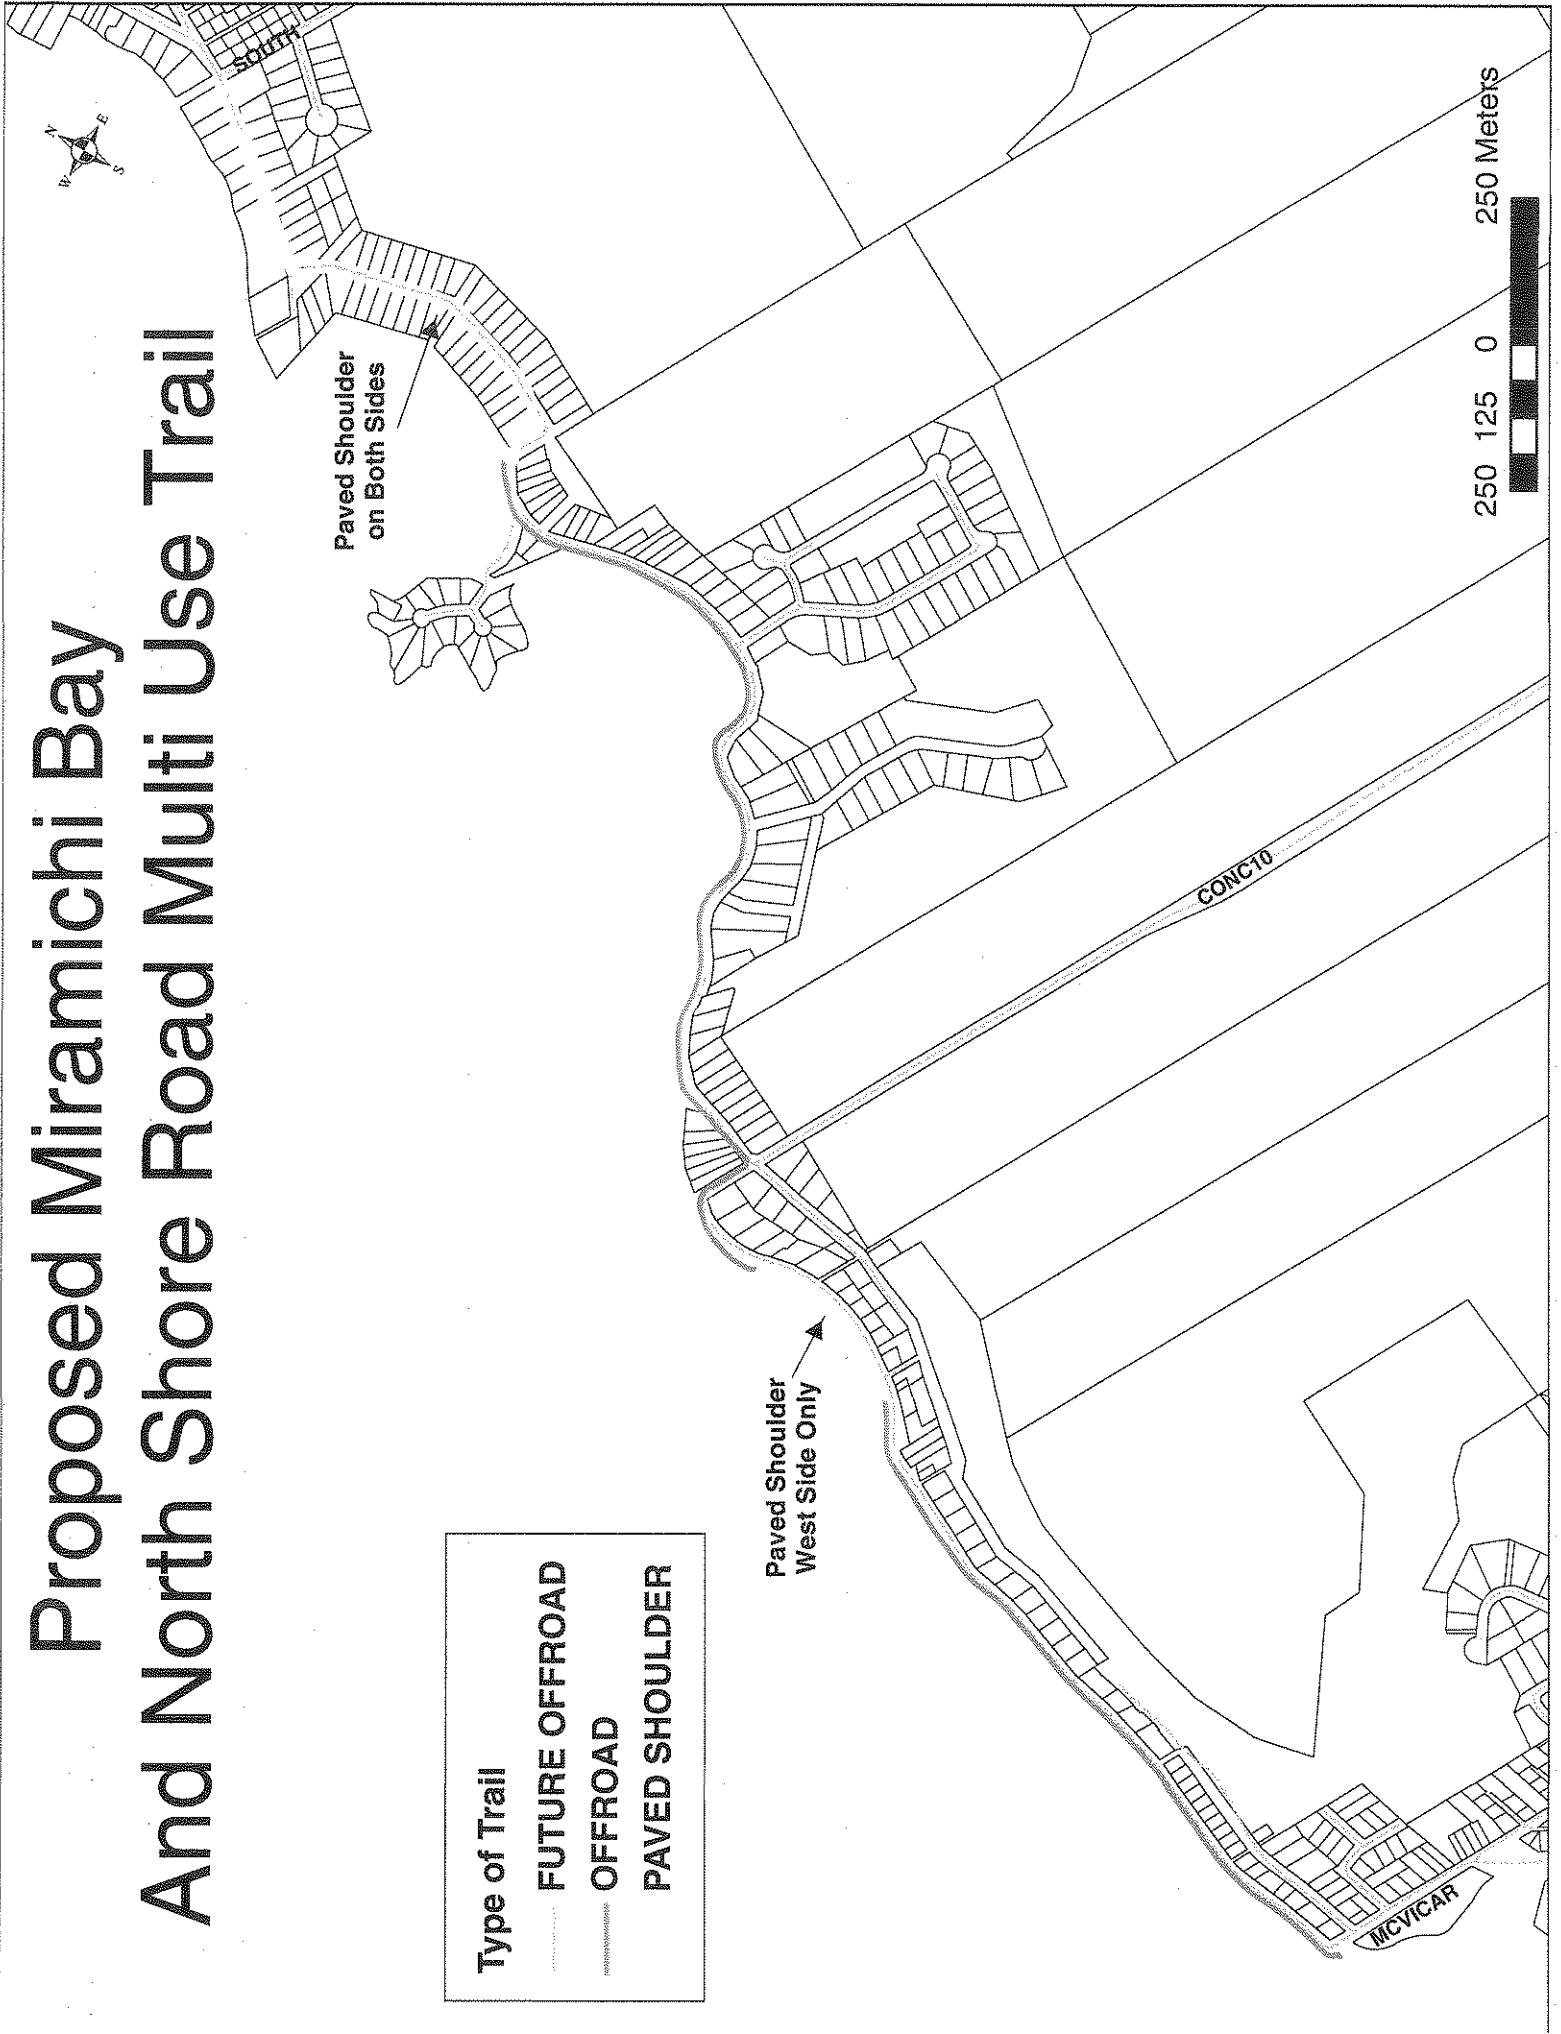 Proposed Miramichi Bay
And North Shore Road Multi Use Trail
N
W
E
S
SOUTH
Paved Shoulder
on Both Sides
Type of Trail
FUTURE OFFROAD
OFFROAD
PAVED SHOULDER
Paved Shoulder
West Side Only
CONC10
MCVICAR
250 125 0 250 Meters